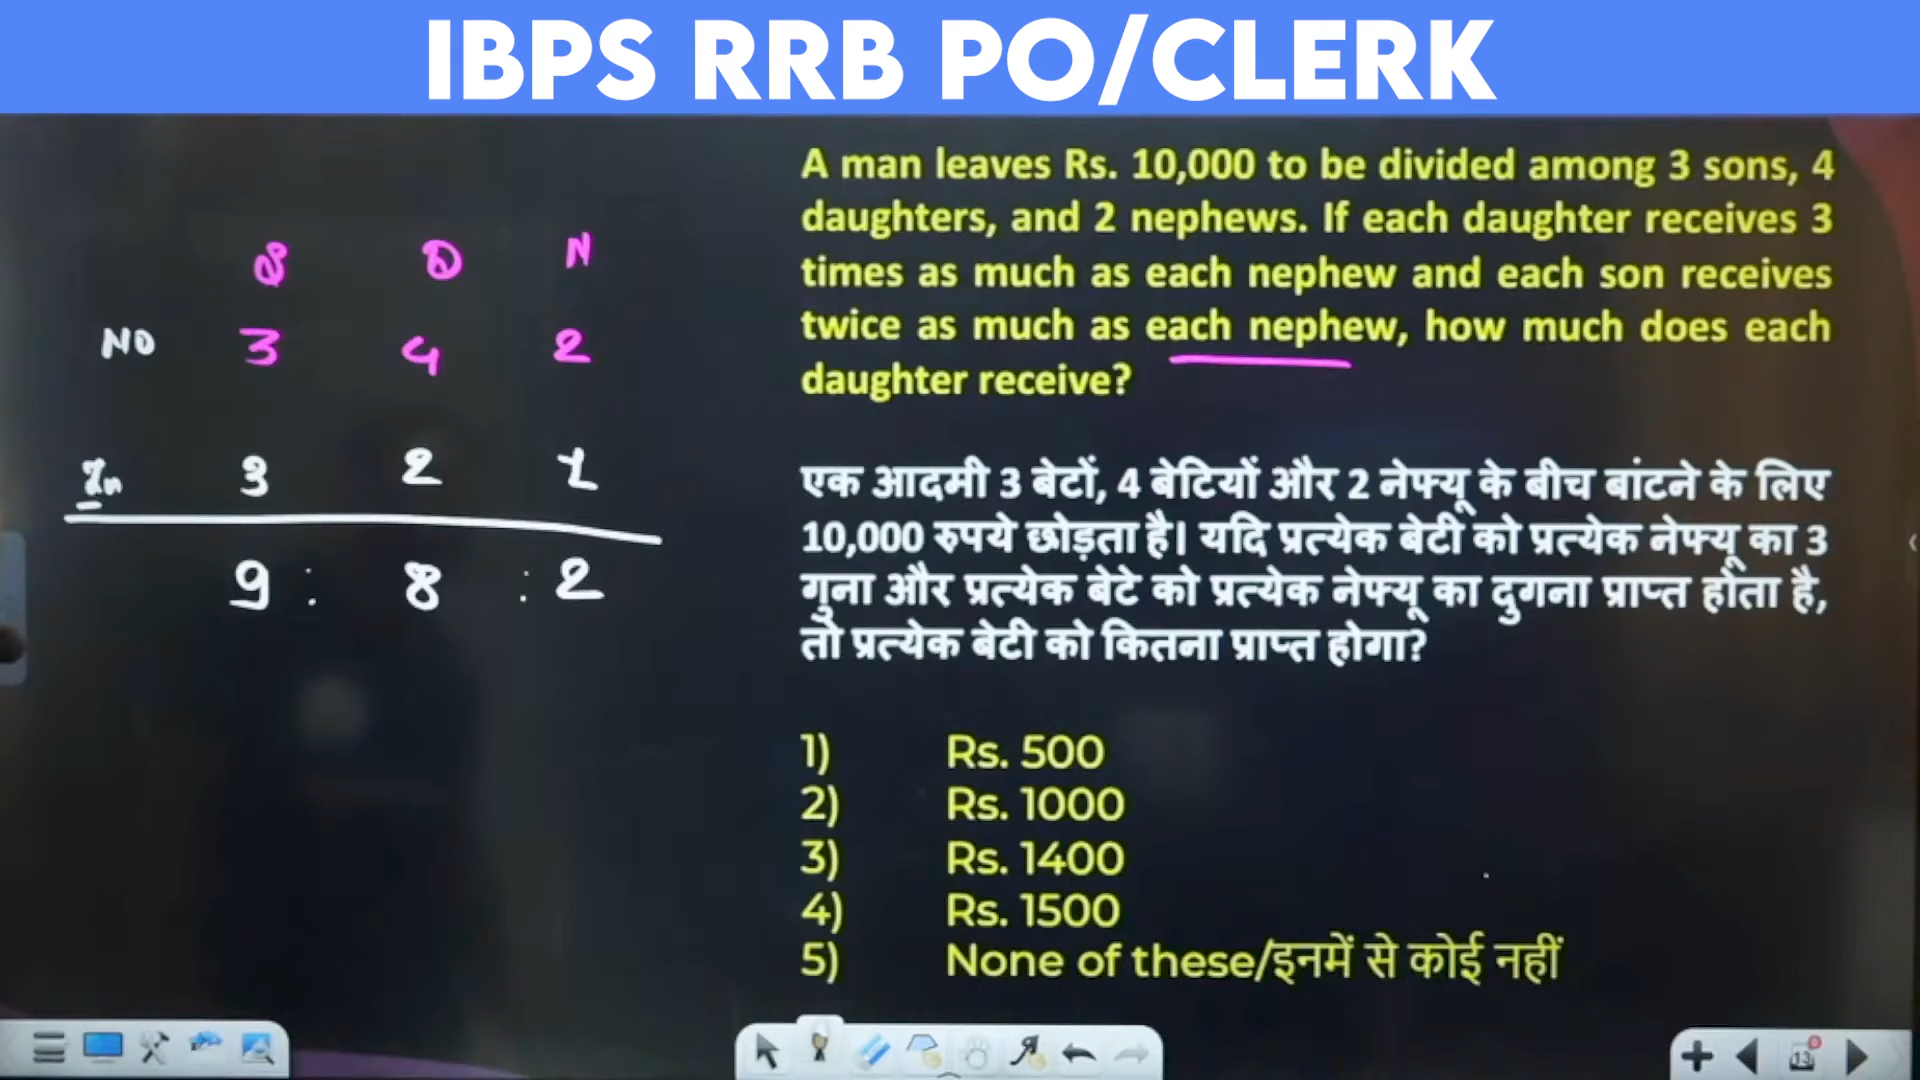 IBPS RRB PO/CLERK
S D N
NO 3 4 2
In 3 2 1
9 : 8 : 2
A man leaves Rs. 10,000 to be divided among 3 sons, 4
daughters, and 2 nephews. If each daughter receives 3
times as much as each nephew and each son receives
twice as much as each nephew, how much does each
daughter receive?
एक आदमी 3 बेटों, 4 बेटियों और 2 नेफ्यू के बीच बांटने के लिए
10,000 रुपये छोड़ता है। यदि प्रत्येक बेटी को प्रत्येक नेफ्यू का 3
गुना और प्रत्येक बेटे को प्रत्येक नेफ्यू का दुगना प्राप्त होता है,
तो प्रत्येक बेटी को कितना प्राप्त होगा?
1) Rs. 500
2) Rs. 1000
3) Rs. 1400
4) Rs. 1500
5) None of these/इनमें से कोई नहीं
13